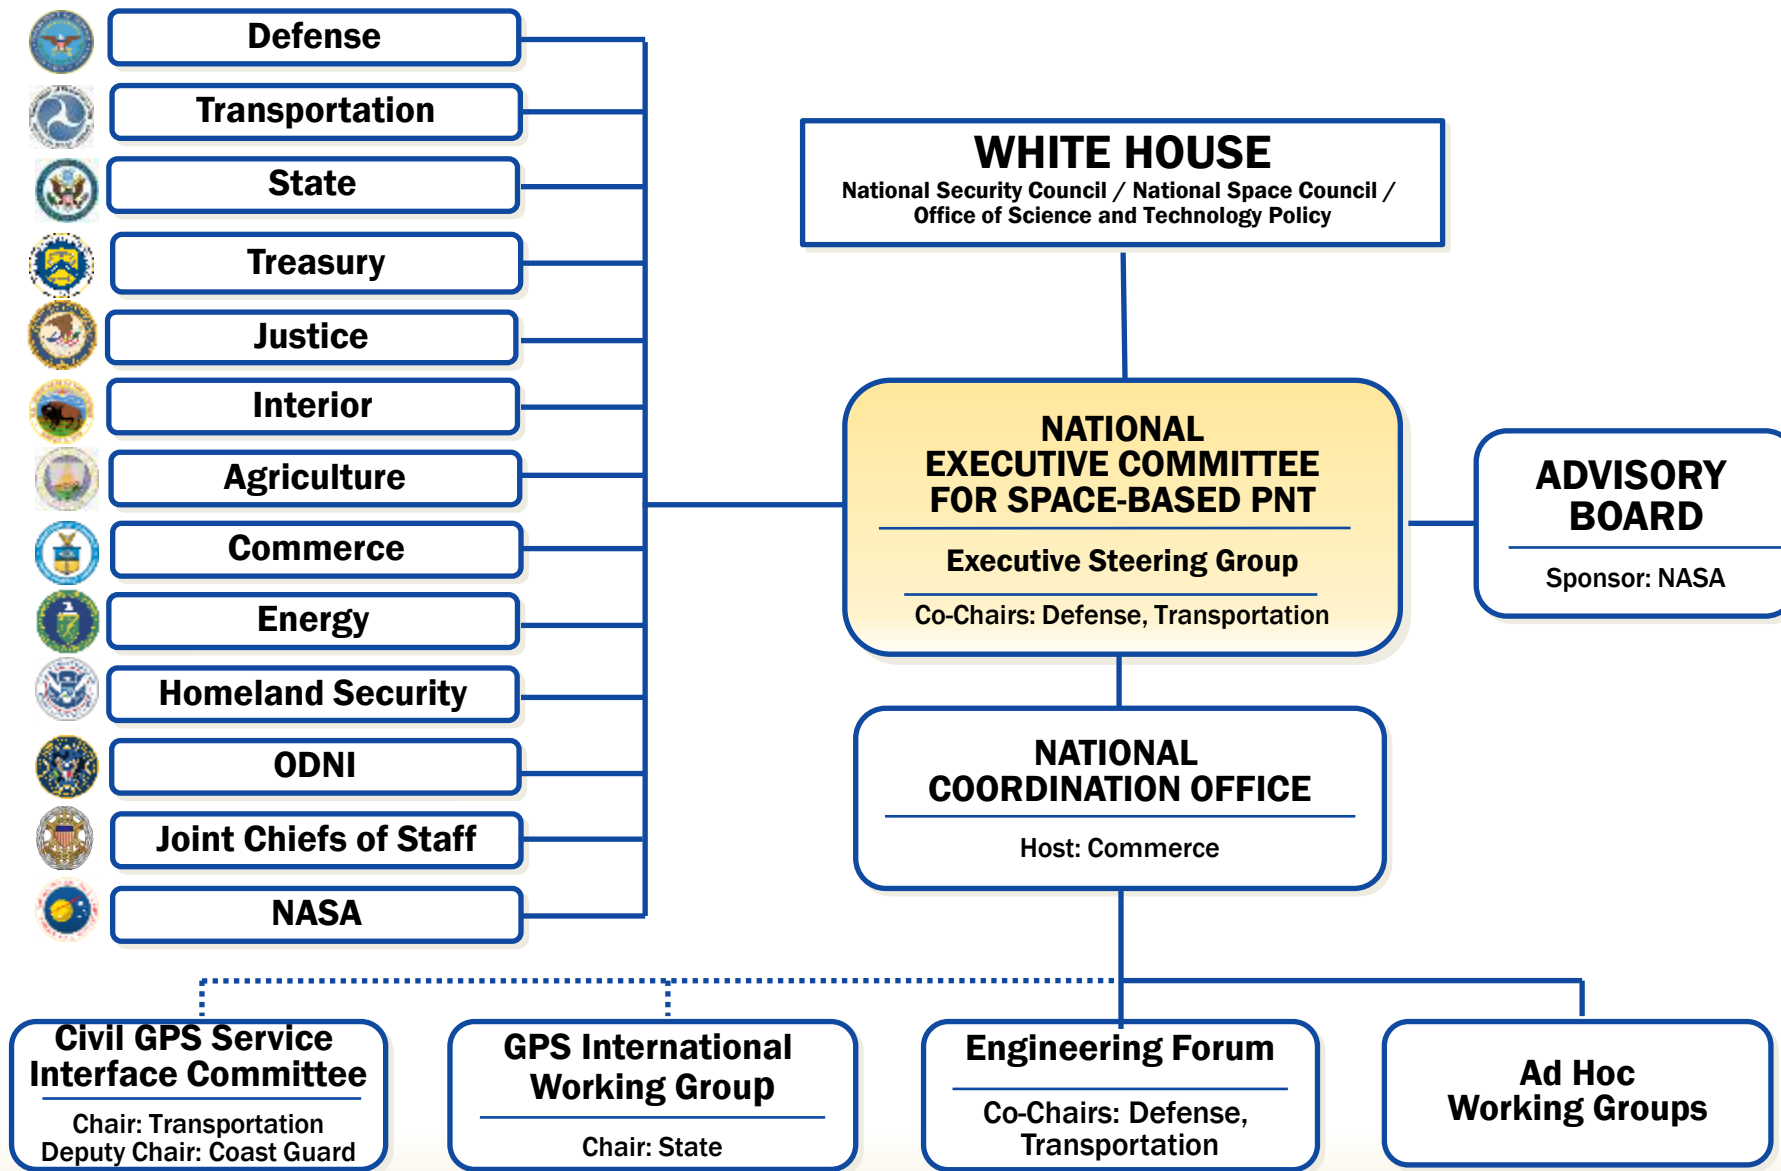 Defense
Transportation
State
Treasury
Justice
Interior
Agriculture
Commerce
Energy
Homeland Security
ODNI
Joint Chiefs of Staff
NASA
WHITE HOUSE
National Security Council / National Space Council /
Office of Science and Technology Policy
NATIONAL
EXECUTIVE COMMITTEE
FOR SPACE-BASED PNT
Executive Steering Group
Co-Chairs: Defense, Transportation
ADVISORY
BOARD
Sponsor: NASA
NATIONAL
COORDINATION OFFICE
Host: Commerce
Civil GPS Service
Interface Committee
Chair: Transportation
Deputy Chair: Coast Guard
GPS International
Working Group
Chair: State
Engineering Forum
Co-Chairs: Defense,
Transportation
Ad Hoc
Working Groups